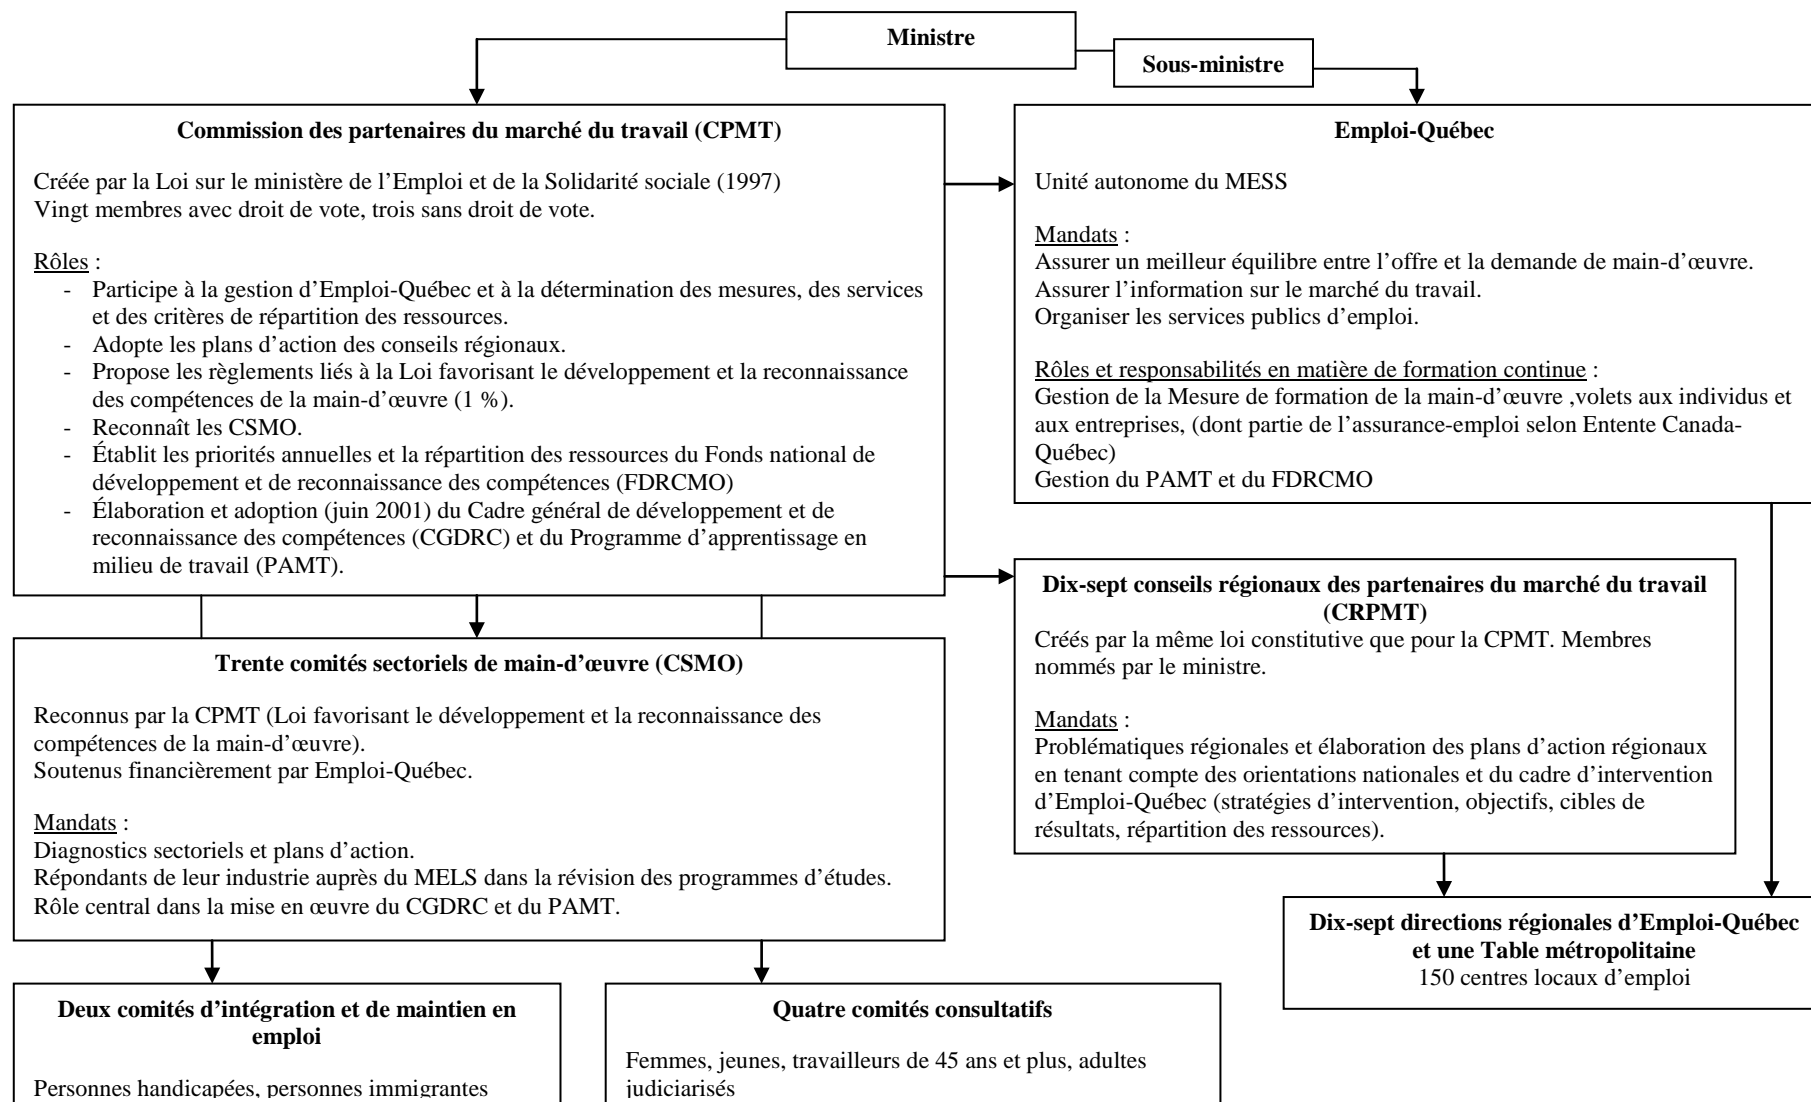 Ministre
Sous-ministre
Commission des partenaires du marché du travail (CPMT)
Créée par la Loi sur le ministère de l'Emploi et de la Solidarité sociale (1997)
Vingt membres avec droit de vote, trois sans droit de vote.
Rôles :
- Participe à la gestion d'Emploi-Québec et à la détermination des mesures, des services
et des critères de répartition des ressources.
- Adopte les plans d'action des conseils régionaux.
- Propose les règlements liés à la Loi favorisant le développement et la reconnaissance
des compétences de la main-d'œuvre (1 %).
- Reconnaît les CSMO.
- Établit les priorités annuelles et la répartition des ressources du Fonds national de
développement et de reconnaissance des compétences (FDRCMO)
- Élaboration et adoption (juin 2001) du Cadre général de développement et de
reconnaissance des compétences (CGDRC) et du Programme d'apprentissage en
milieu de travail (PAMT).
Emploi-Québec
Unité autonome du MESS
Mandats :
Assurer un meilleur équilibre entre l'offre et la demande de main-d'œuvre.
Assurer l'information sur le marché du travail.
Organiser les services publics d'emploi.
Rôles et responsabilités en matière de formation continue :
Gestion de la Mesure de formation de la main-d'œuvre ,volets aux individus et
aux entreprises, (dont partie de l'assurance-emploi selon Entente Canada-
Québec)
Gestion du PAMT et du FDRCMO
Dix-sept conseils régionaux des partenaires du marché du travail
(CRPMT)
Créés par la même loi constitutive que pour la CPMT. Membres
nommés par le ministre.
Mandats :
Problématiques régionales et élaboration des plans d'action régionaux
en tenant compte des orientations nationales et du cadre d'intervention
d'Emploi-Québec (stratégies d'intervention, objectifs, cibles de
résultats, répartition des ressources).
Trente comités sectoriels de main-d'œuvre (CSMO)
Reconnus par la CPMT (Loi favorisant le développement et la reconnaissance des
compétences de la main-d'œuvre).
Soutenus financièrement par Emploi-Québec.
Mandats :
Diagnostics sectoriels et plans d'action.
Répondants de leur industrie auprès du MELS dans la révision des programmes d'études.
Rôle central dans la mise en œuvre du CGDRC et du PAMT.
Dix-sept directions régionales d'Emploi-Québec
et une Table métropolitaine
150 centres locaux d'emploi
Deux comités d'intégration et de maintien en
emploi
Personnes handicapées, personnes immigrantes
Quatre comités consultatifs
Femmes, jeunes, travailleurs de 45 ans et plus, adultes
judiciarisés